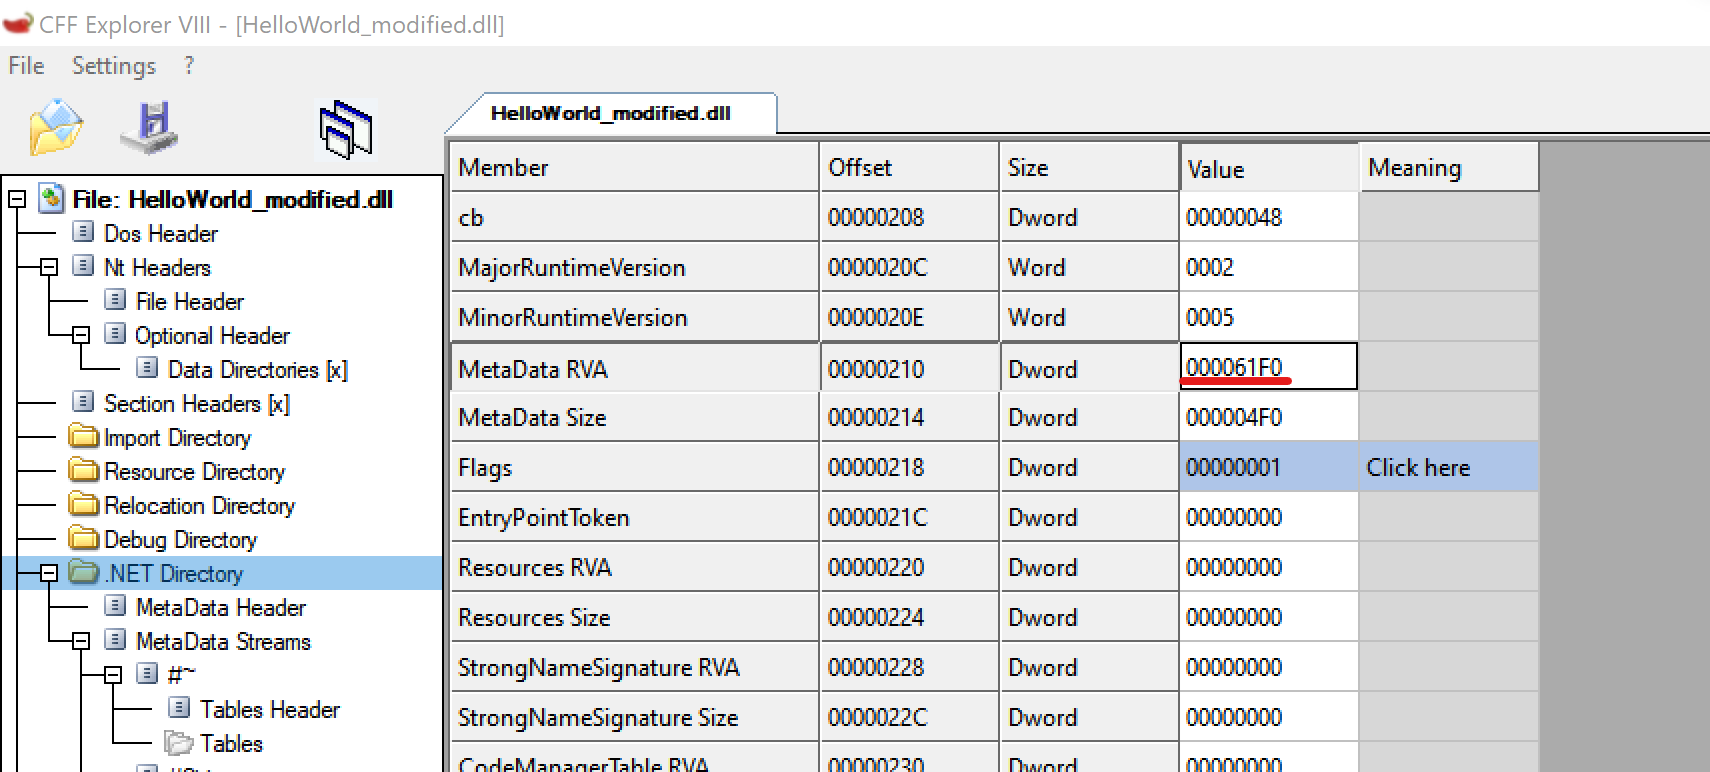 CFF Explorer VIII - [HelloWorld_modified.dll]
File Settings ?
HelloWorld_modified.dll
File: HelloWorld_modified.dll
Dos Header
Nt Headers
File Header
Optional Header
Data Directories [x]
Section Headers [x]
Import Directory
Resource Directory
Relocation Directory
Debug Directory
.NET Directory
MetaData Header
MetaData Streams
#~
Tables Header
Tables
Member Offset Size Value Meaning
cb 00000208 Dword 00000048
MajorRuntimeVersion 0000020C Word 0002
MinorRuntimeVersion 0000020E Word 0005
MetaData RVA 00000210 Dword 000061F0
MetaData Size 00000214 Dword 000004F0
Flags 00000218 Dword 00000001 Click here
EntryPointToken 0000021C Dword 00000000
Resources RVA 00000220 Dword 00000000
Resources Size 00000224 Dword 00000000
StrongNameSignature RVA 00000228 Dword 00000000
StrongNameSignature Size 0000022C Dword 00000000
CodeManagerTable RVA 00000230 Dword 00000000